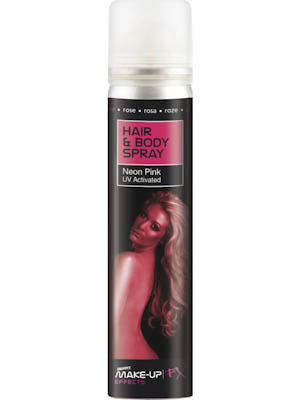 • rose • rosa • roze •
HAIR
& BODY
SPRAY
Neon Pink
UV Activated
MAKE-UP FX
EFFECTS